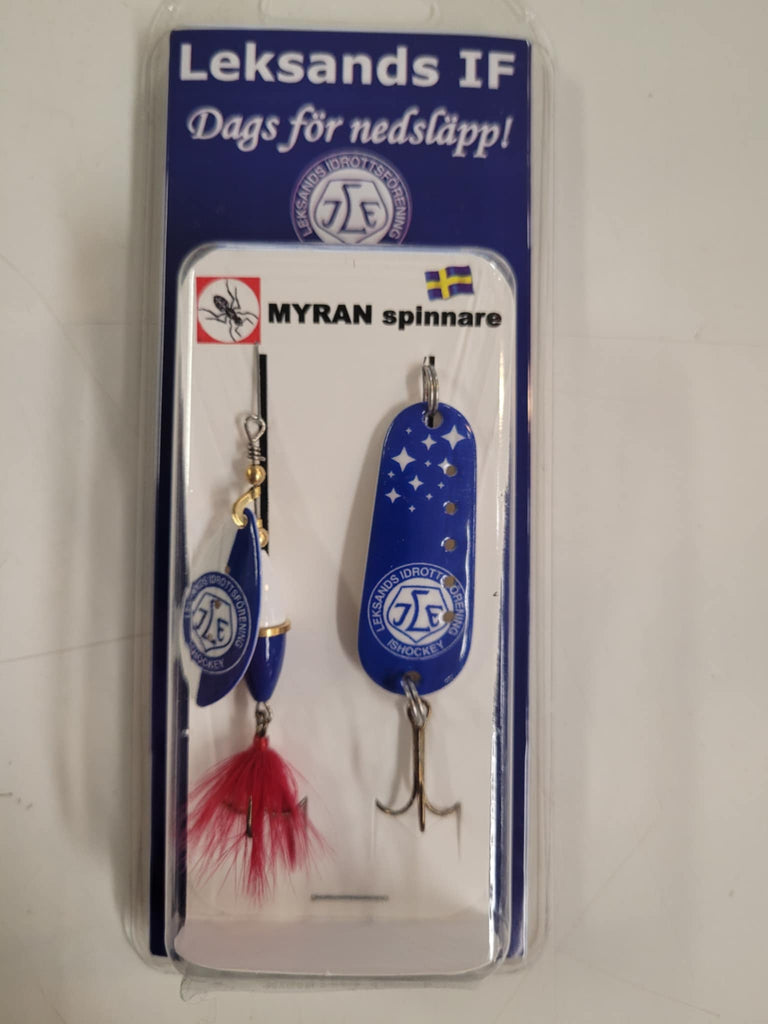 Leksands IF
Dags för nedsläpp!
LEKSANDS IDROTTSFÖRENING
LIF
MYRAN spinnare
LEKSANDS IDROTTSFÖRENING
LIF
ISHOCKEY
LEKSANDS IDROTTSFÖRENING
LIF
ISHOCKEY